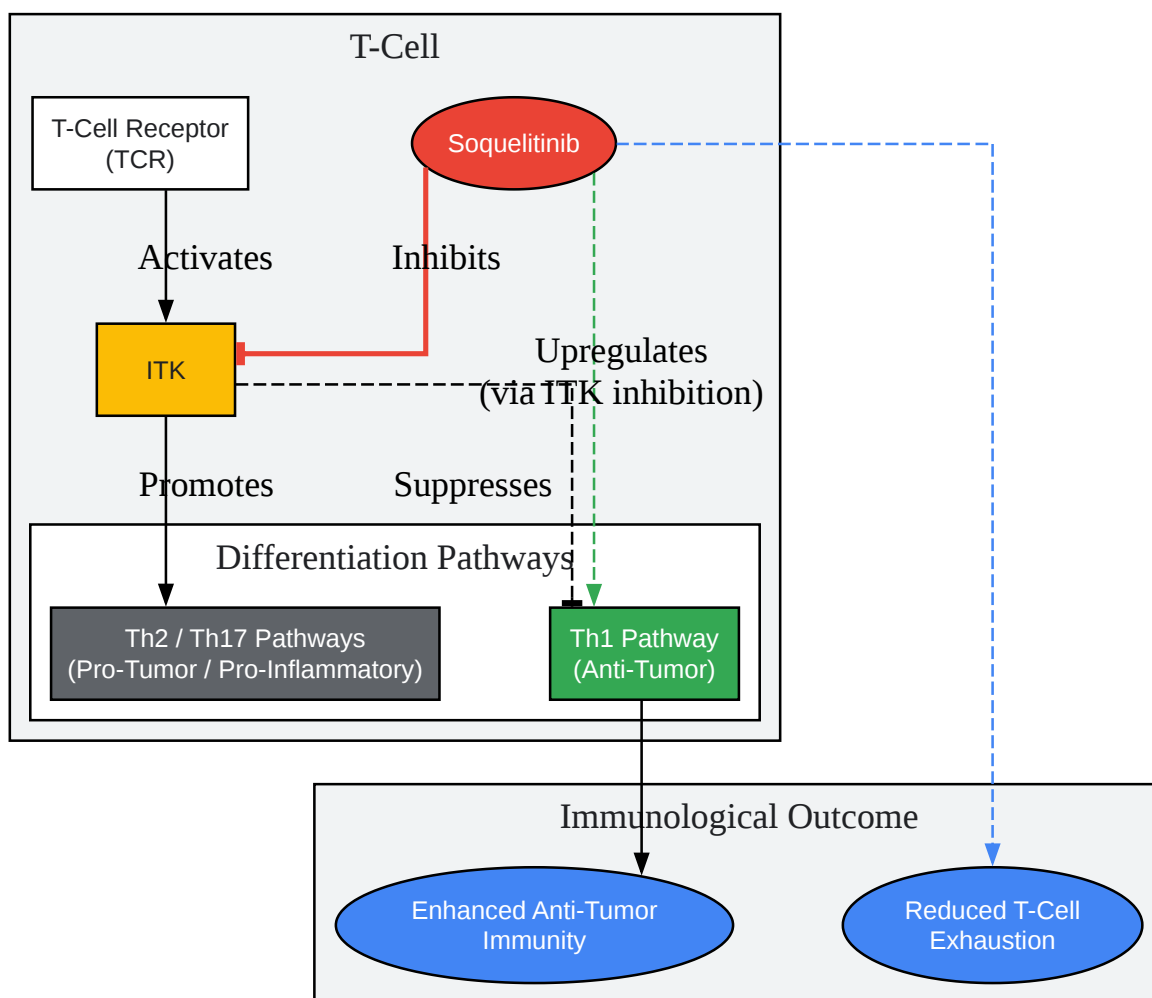 T-Cell
T-Cell Receptor
(TCR)
Soquelitinib
Activates
Inhibits
Upregulates
(via ITK inhibition)
ITK
Promotes
Suppresses
Differentiation Pathways
Th2 / Th17 Pathways
(Pro-Tumor / Pro-Inflammatory)
Th1 Pathway
(Anti-Tumor)
Immunological Outcome
Enhanced Anti-Tumor
Immunity
Reduced T-Cell
Exhaustion